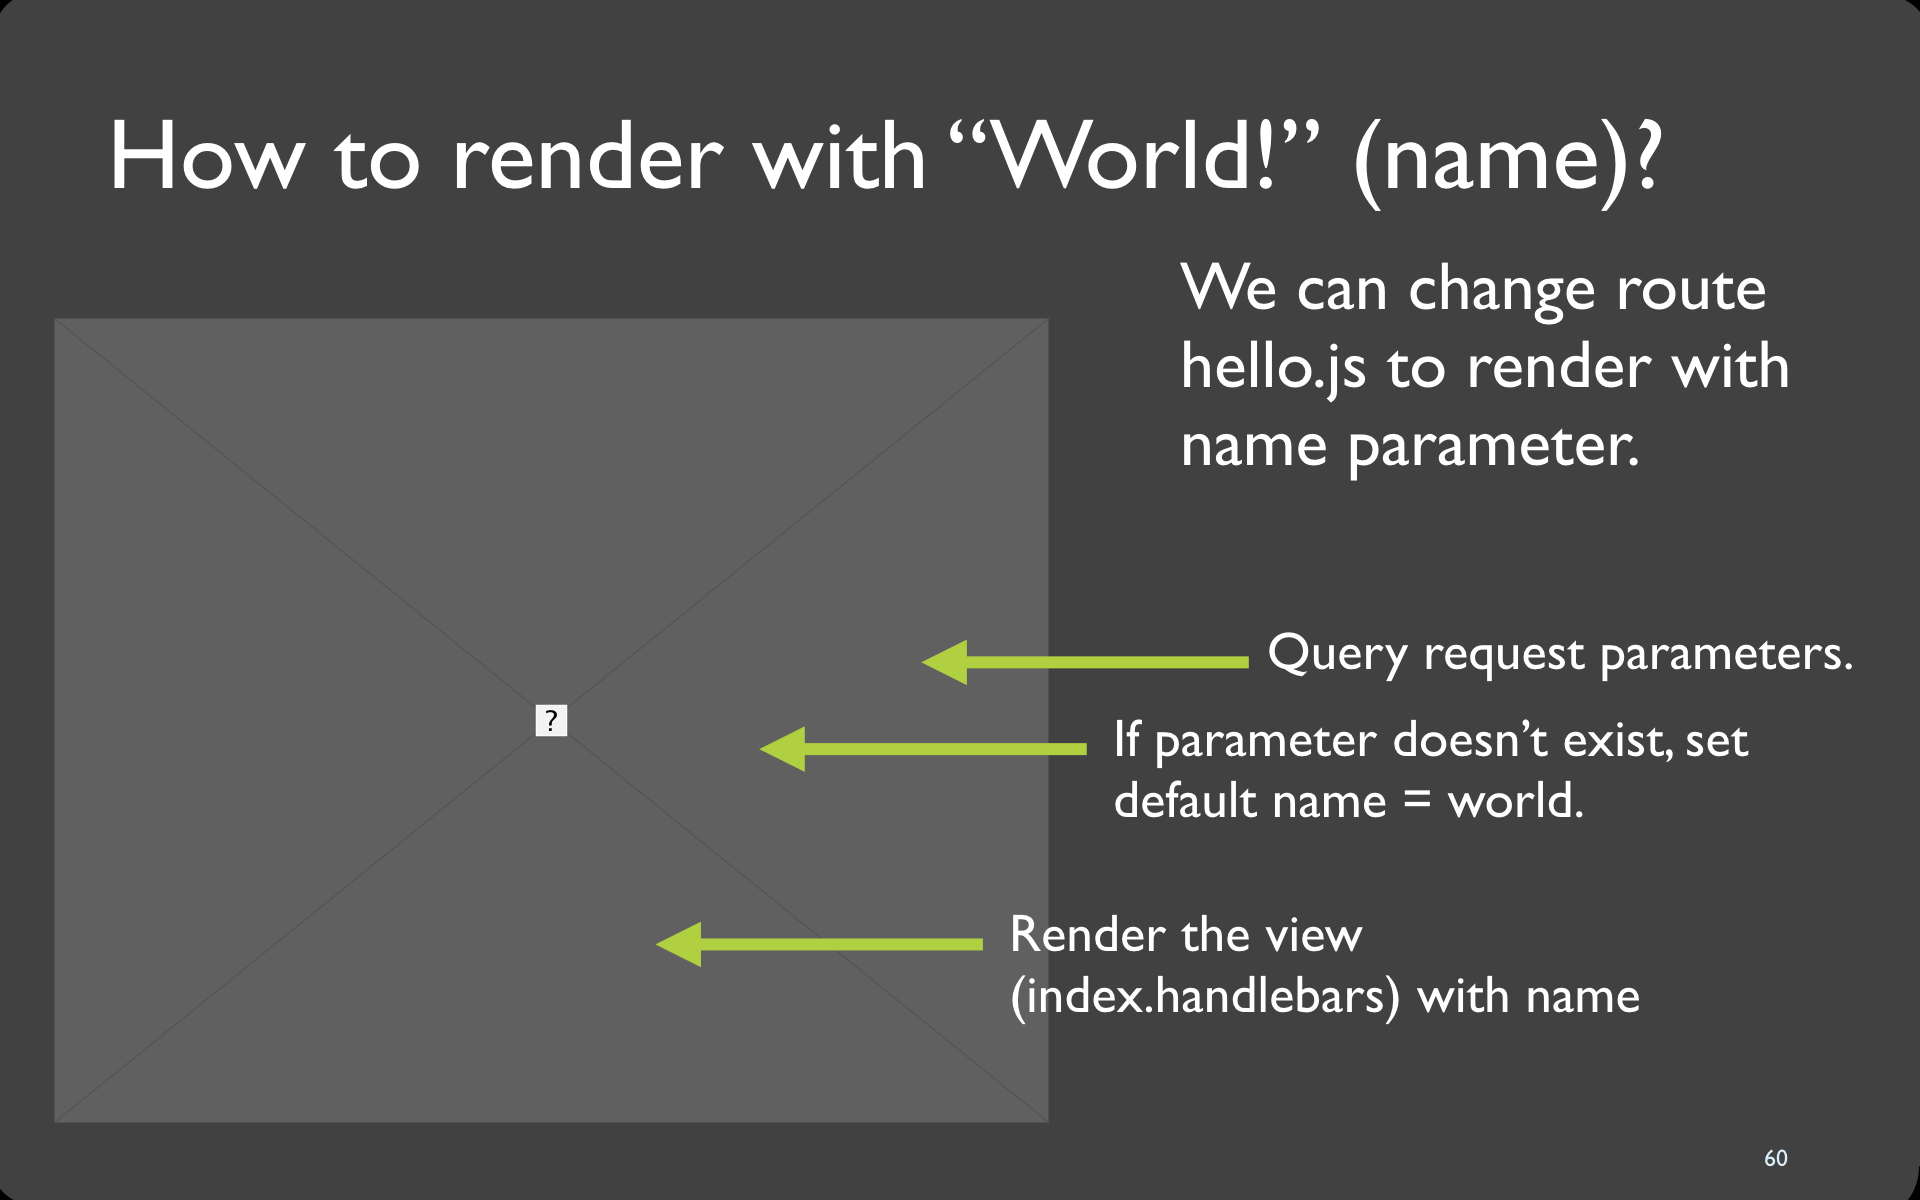 How to render with “World!” (name)?
We can change route
hello.js to render with
name parameter.
Query request parameters.
?
If parameter doesn’t exist, set
default name = world.
Render the view
(index.handlebars) with name
60